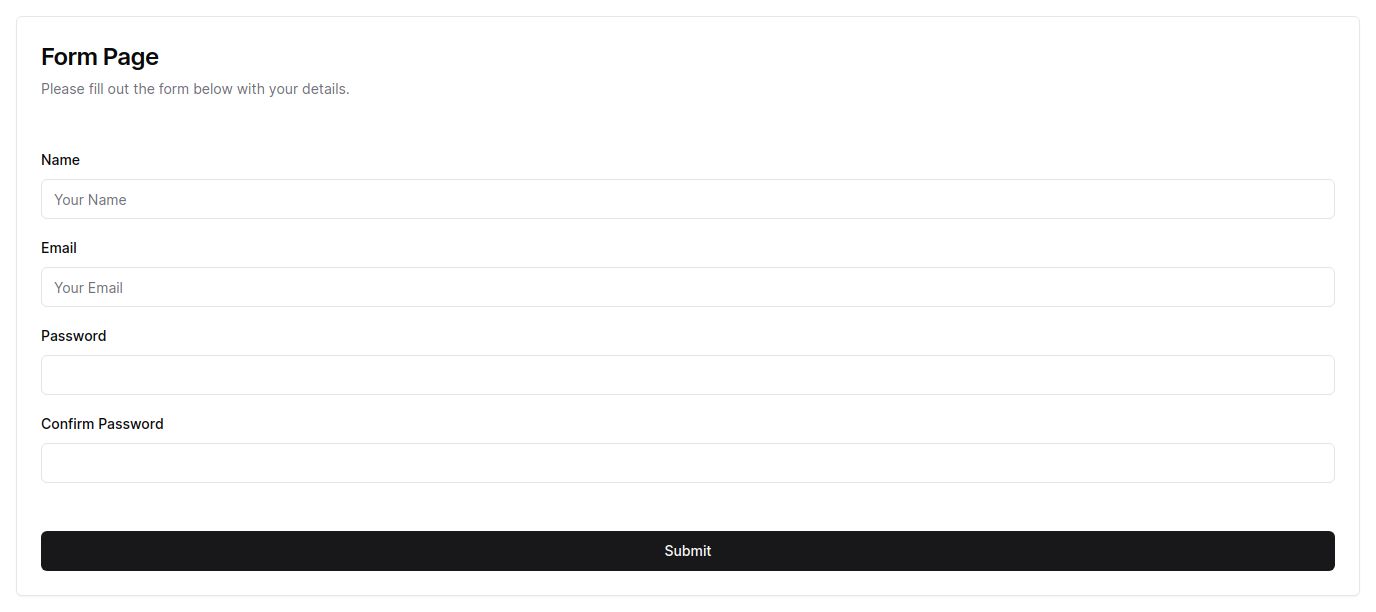 Form Page
Please fill out the form below with your details.
Name
Your Name
Email
Your Email
Password
Confirm Password
Submit